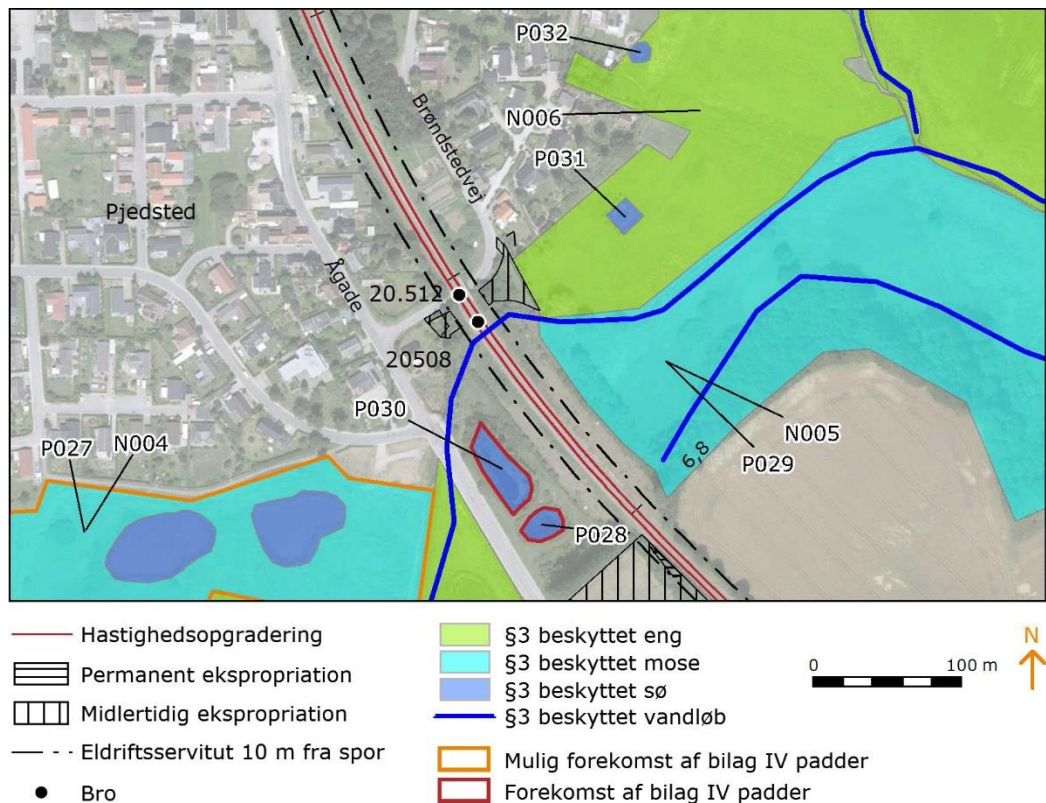 P032
N006
Brøndstedvej
P031
Pjedsted
7
Ågade
20.512
20508
P030
P027
N004
N005
P029
6,8
P028
Hastighedsopgradering
Permanent ekspropriation
Midlertidig ekspropriation
Eldriftsservitut 10 m fra spor
Bro
§3 beskyttet eng
§3 beskyttet mose
§3 beskyttet sø
§3 beskyttet vandløb
Mulig forekomst af bilag IV padder
Forekomst af bilag IV padder
0 100 m
N